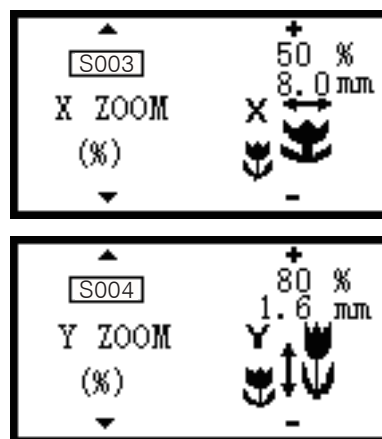 S003
50 %
8.0 mm
X ZOOM
X
(%)
S004
80 %
1.6 mm
Y ZOOM
Y
(%)